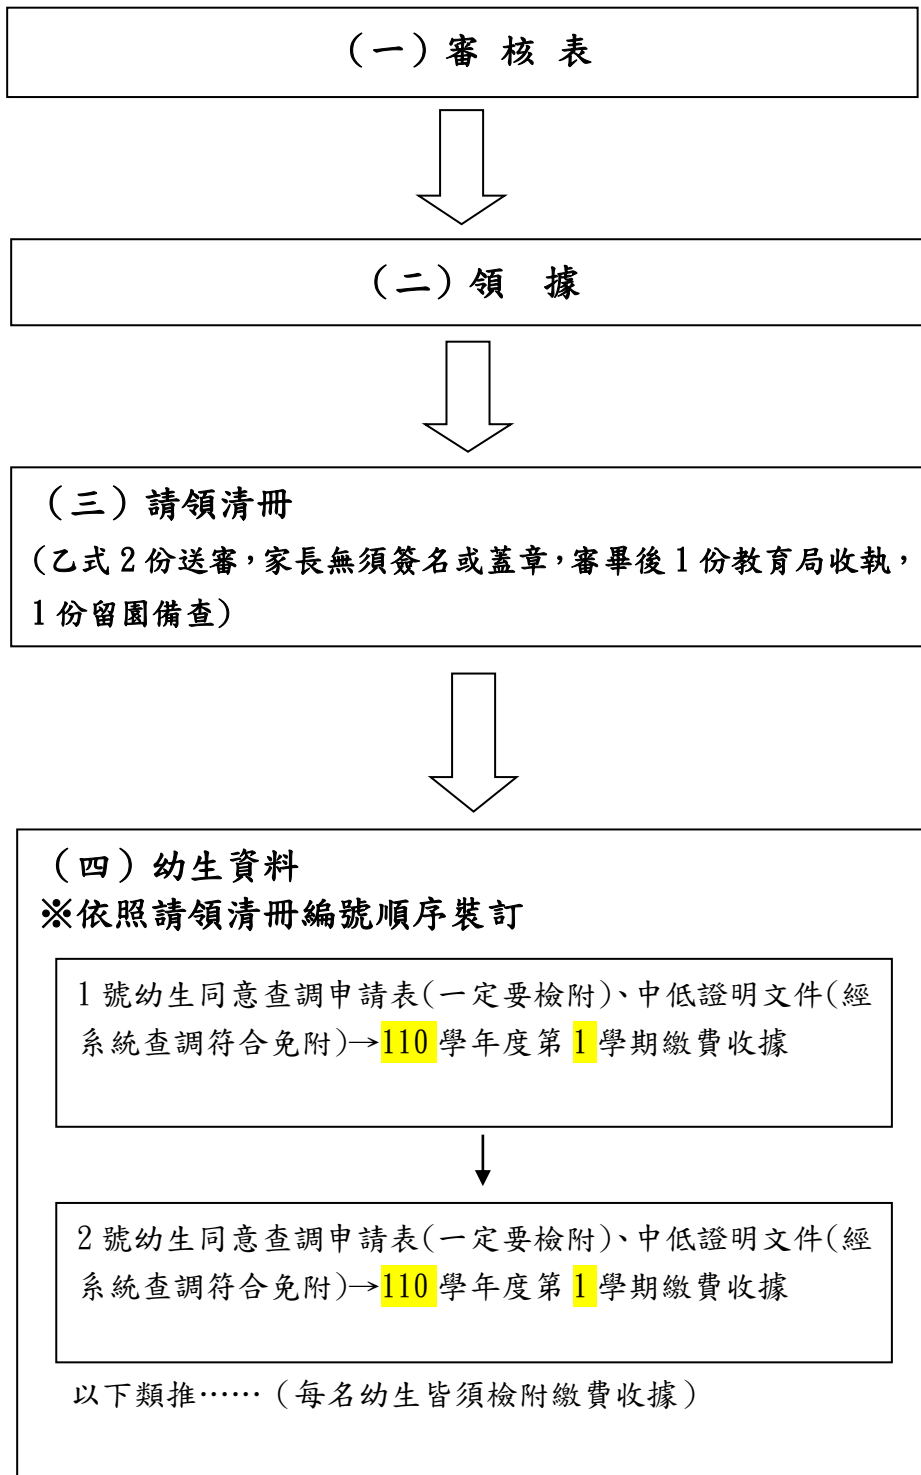 （一）審 核 表
（二）領 據
（三）請領清冊
(乙式 2 份送審，家長無須簽名或蓋章，審畢後 1 份教育局收執，
1 份留園備查)
（四）幼生資料
※依照請領清冊編號順序裝訂
1 號幼生同意查調申請表(一定要檢附)、中低證明文件(經
系統查調符合免附)→110 學年度第 1 學期繳費收據
2 號幼生同意查調申請表(一定要檢附)、中低證明文件(經
系統查調符合免附)→110 學年度第 1 學期繳費收據
以下類推……（每名幼生皆須檢附繳費收據）